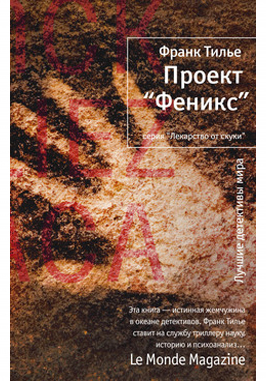 Франк Тилье
Проект
“Феникс”
серия “Лекарство от скуки”
Лучшие детективы мира
Эта книга — истинная жемчужина
в океане детективов. Франк Тилье
ставит на службу триллеру науку,
историю и психоанализ…
Le Monde Magazine